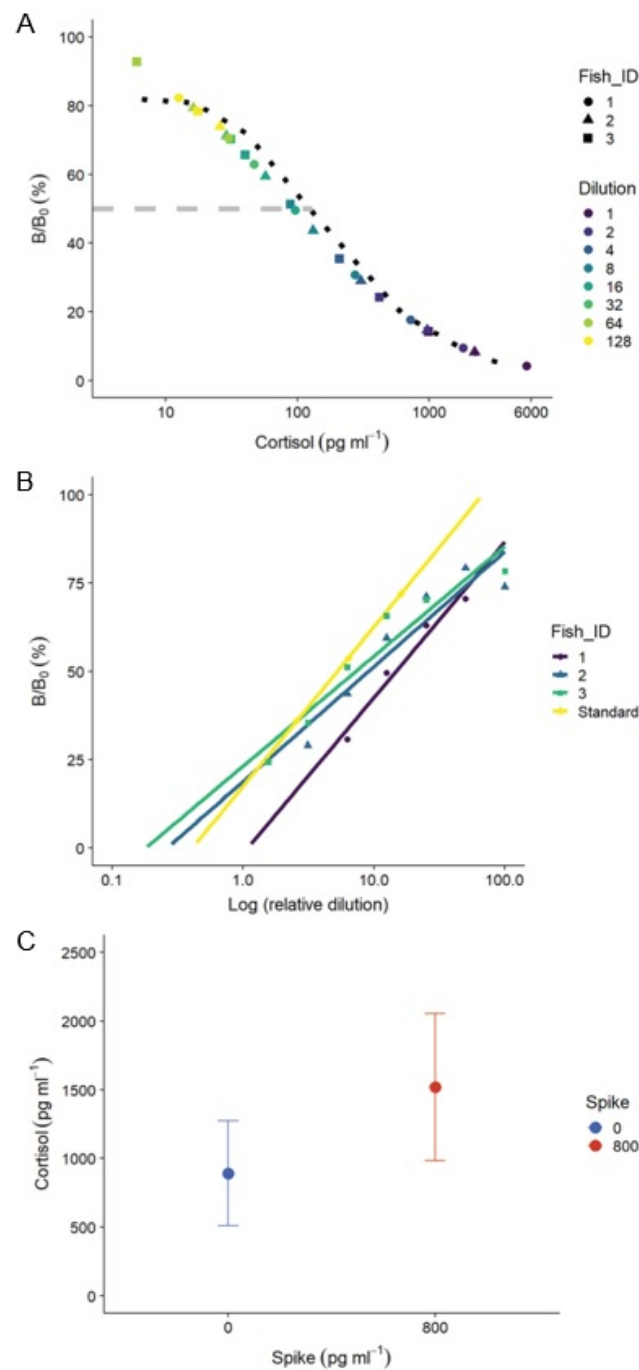 A
100
80
60
40
20
0
B/B0 (%)
10 100 1000 6000
Cortisol (pg ml−1)
Fish_ID
1
2
3
Dilution
1
2
4
8
16
32
64
128
B
100
75
50
25
0
B/B0 (%)
0.1 1.0 10.0 100.0
Log (relative dilution)
Fish_ID
1
2
3
Standard
C
2500
2000
1500
1000
500
0
Cortisol (pg ml−1)
0 800
Spike (pg ml−1)
Spike
0
800